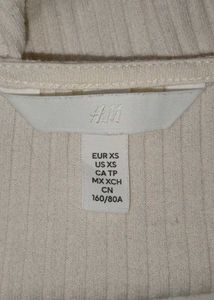 H&M
EUR XS
US XS
CA TP
MX XCH
CN
160/80A